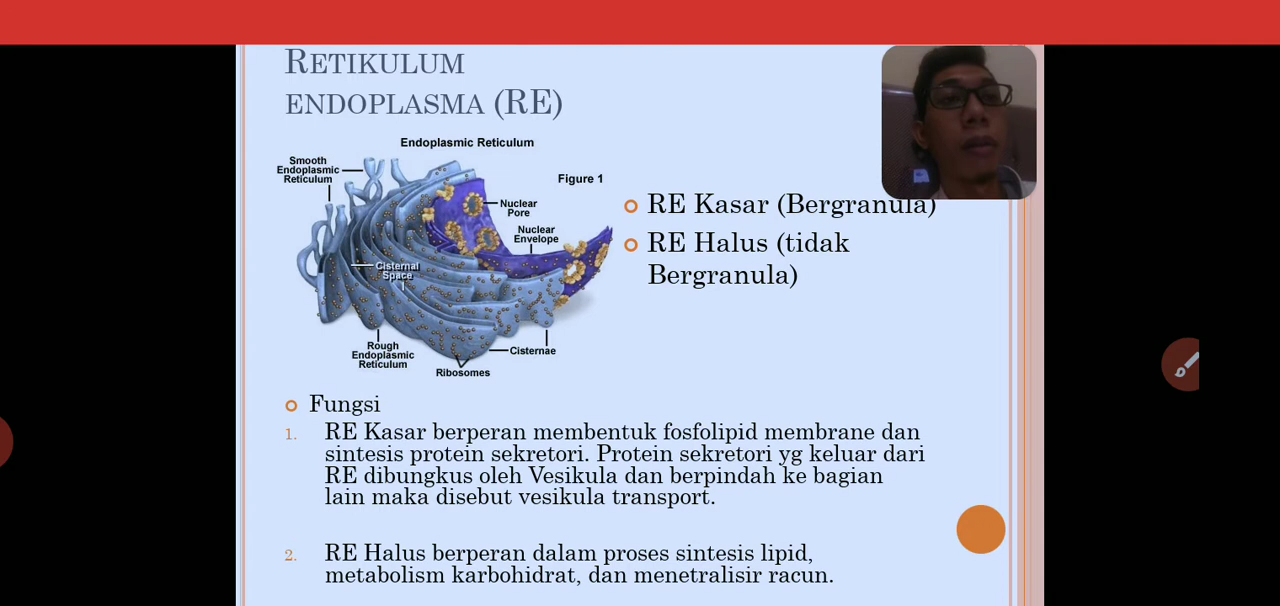 RETIKULUM
ENDOPLASMA (RE)
Endoplasmic Reticulum
Smooth
Endoplasmic
Reticulum
Figure 1
Nuclear
Pore
Nuclear
Envelope
Cisternal
Space
Rough
Endoplasmic
Reticulum
Cisternae
Ribosomes
RE Kasar (Bergranula)
RE Halus (tidak
Bergranula)
Fungsi
1. RE Kasar berperan membentuk fosfolipid membrane dan
sintesis protein sekretori. Protein sekretori yg keluar dari
RE dibungkus oleh Vesikula dan berpindah ke bagian
lain maka disebut vesikula transport.
2. RE Halus berperan dalam proses sintesis lipid,
metabolism karbohidrat, dan menetralisir racun.